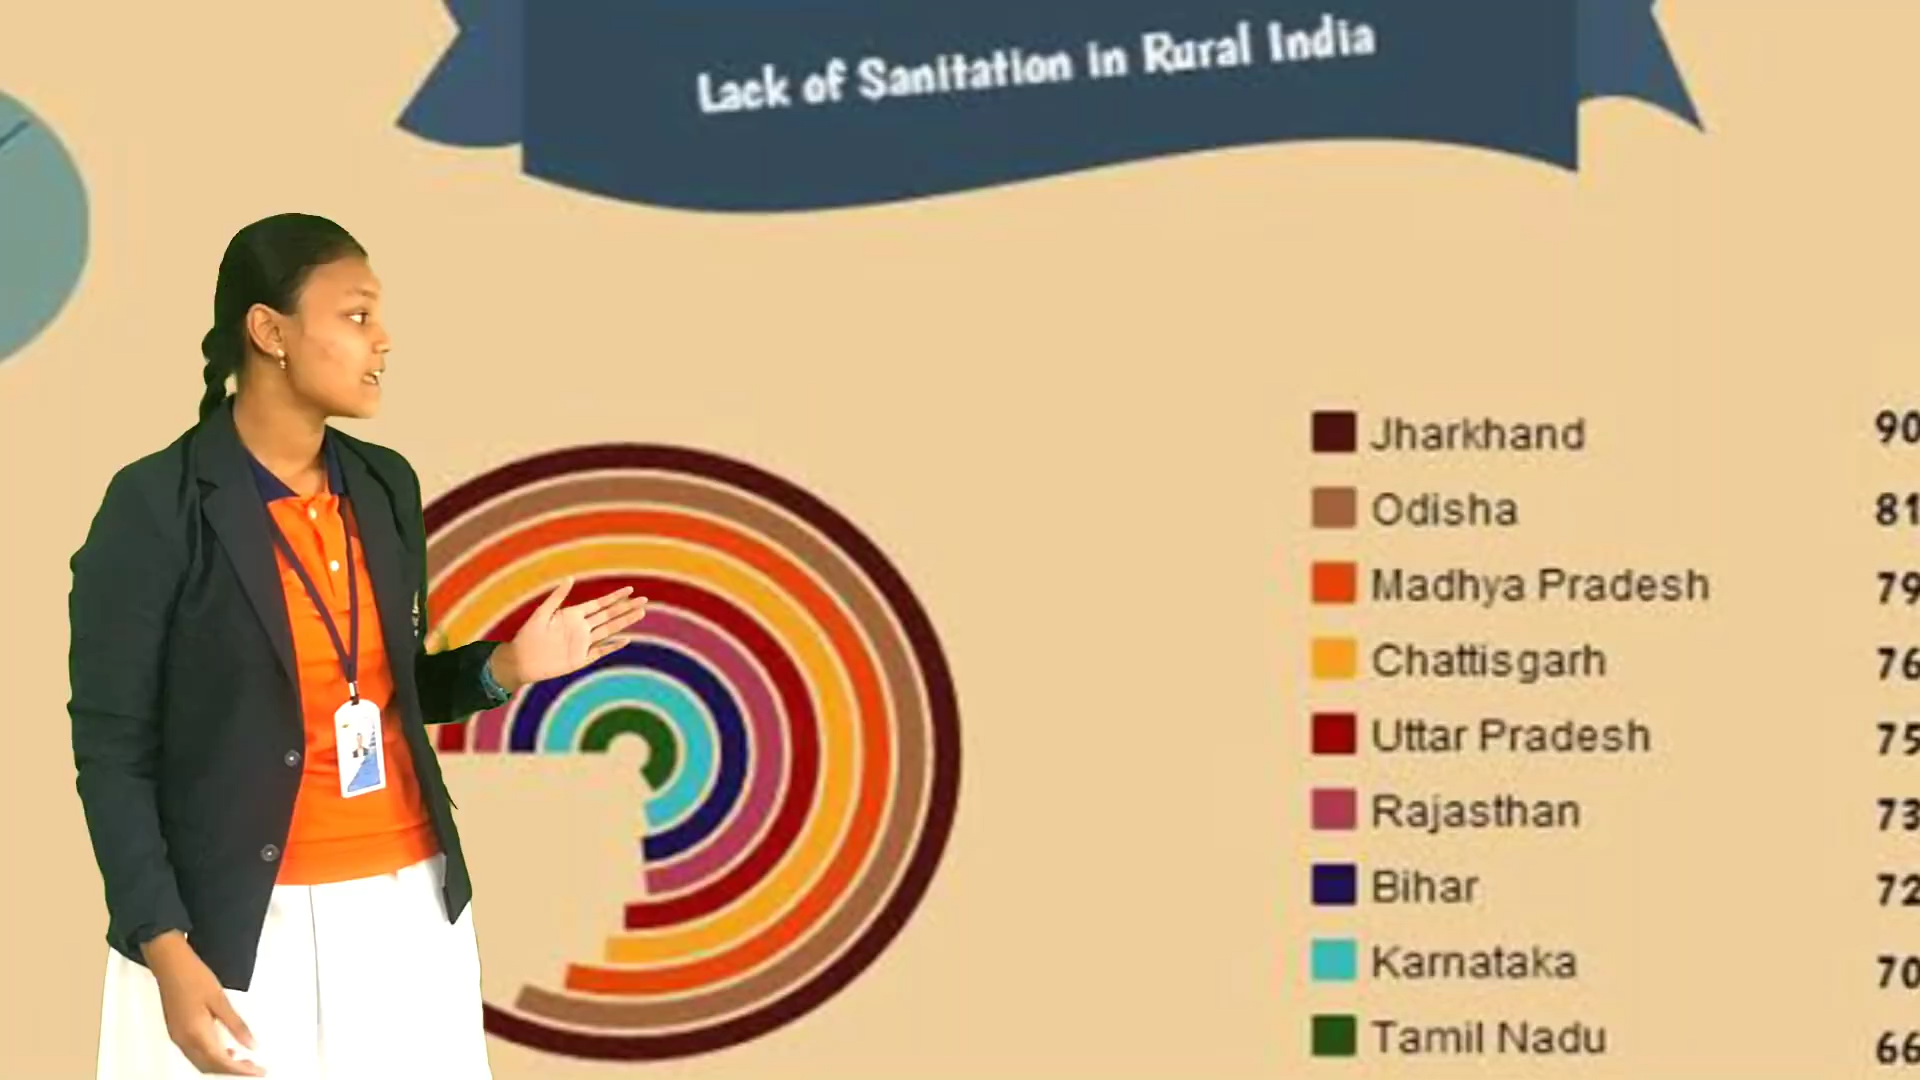 Lack of Sanitation in Rural India
Jharkhand 90
Odisha 81
Madhya Pradesh 79
Chattisgarh 76
Uttar Pradesh 75
Rajasthan 73
Bihar 72
Karnataka 70
Tamil Nadu 66